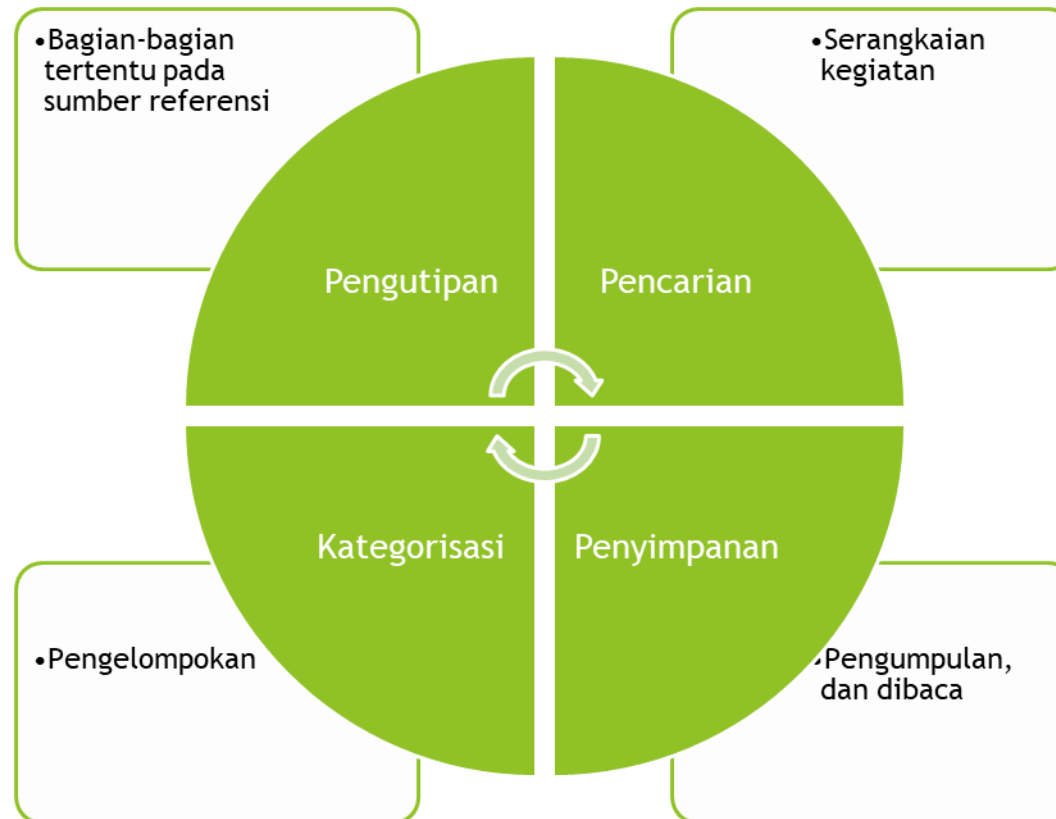 •Bagian-bagian
tertentu pada
sumber referensi
•Serangkaian
kegiatan
Pengutipan
Pencarian
Kategorisasi
Penyimpanan
•Pengelompokan
•Pengumpulan,
dan dibaca